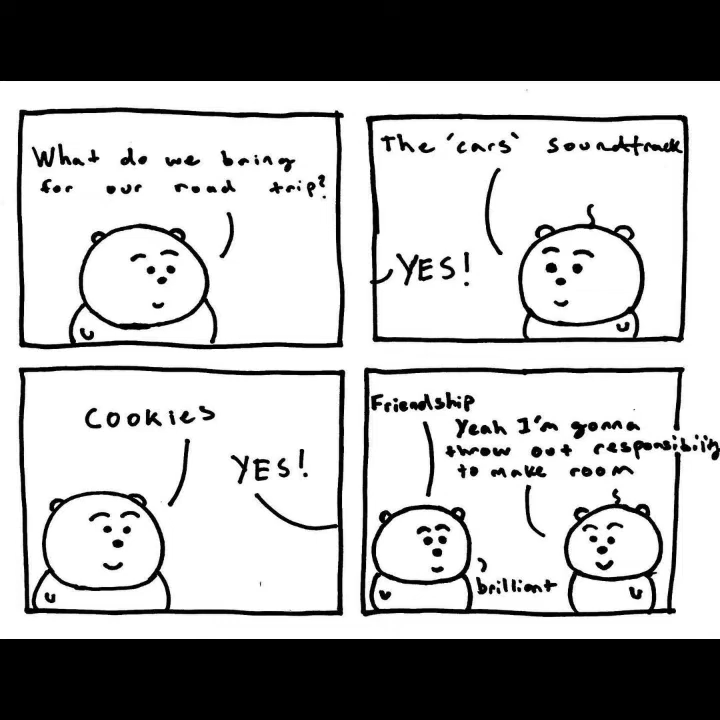 What do we bring
for our road trip?
The 'cars' soundtrack
YES!
COOKIES
YES!
Friendship
Yeah I'm gonna
throw out responsibility
to make room
brilliant